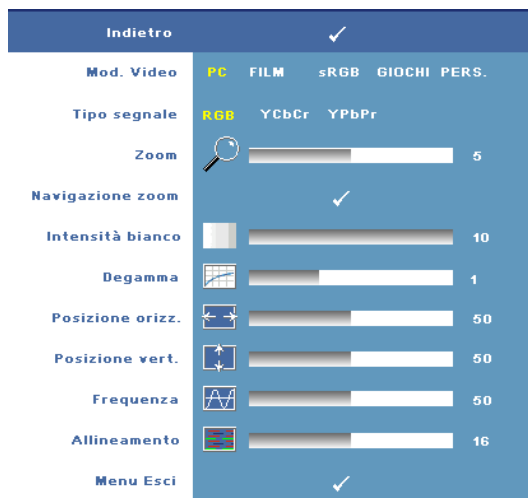 Indietro
Mod. Video PC FILM sRGB GIOCHI PERS.
Tipo segnale RGB YCbCr YPbPr
Zoom 5
Navigazione zoom
Intensità bianco 10
Degamma 1
Posizione orizz. 50
Posizione vert. 50
Frequenza 50
Allineamento 16
Menu Esci